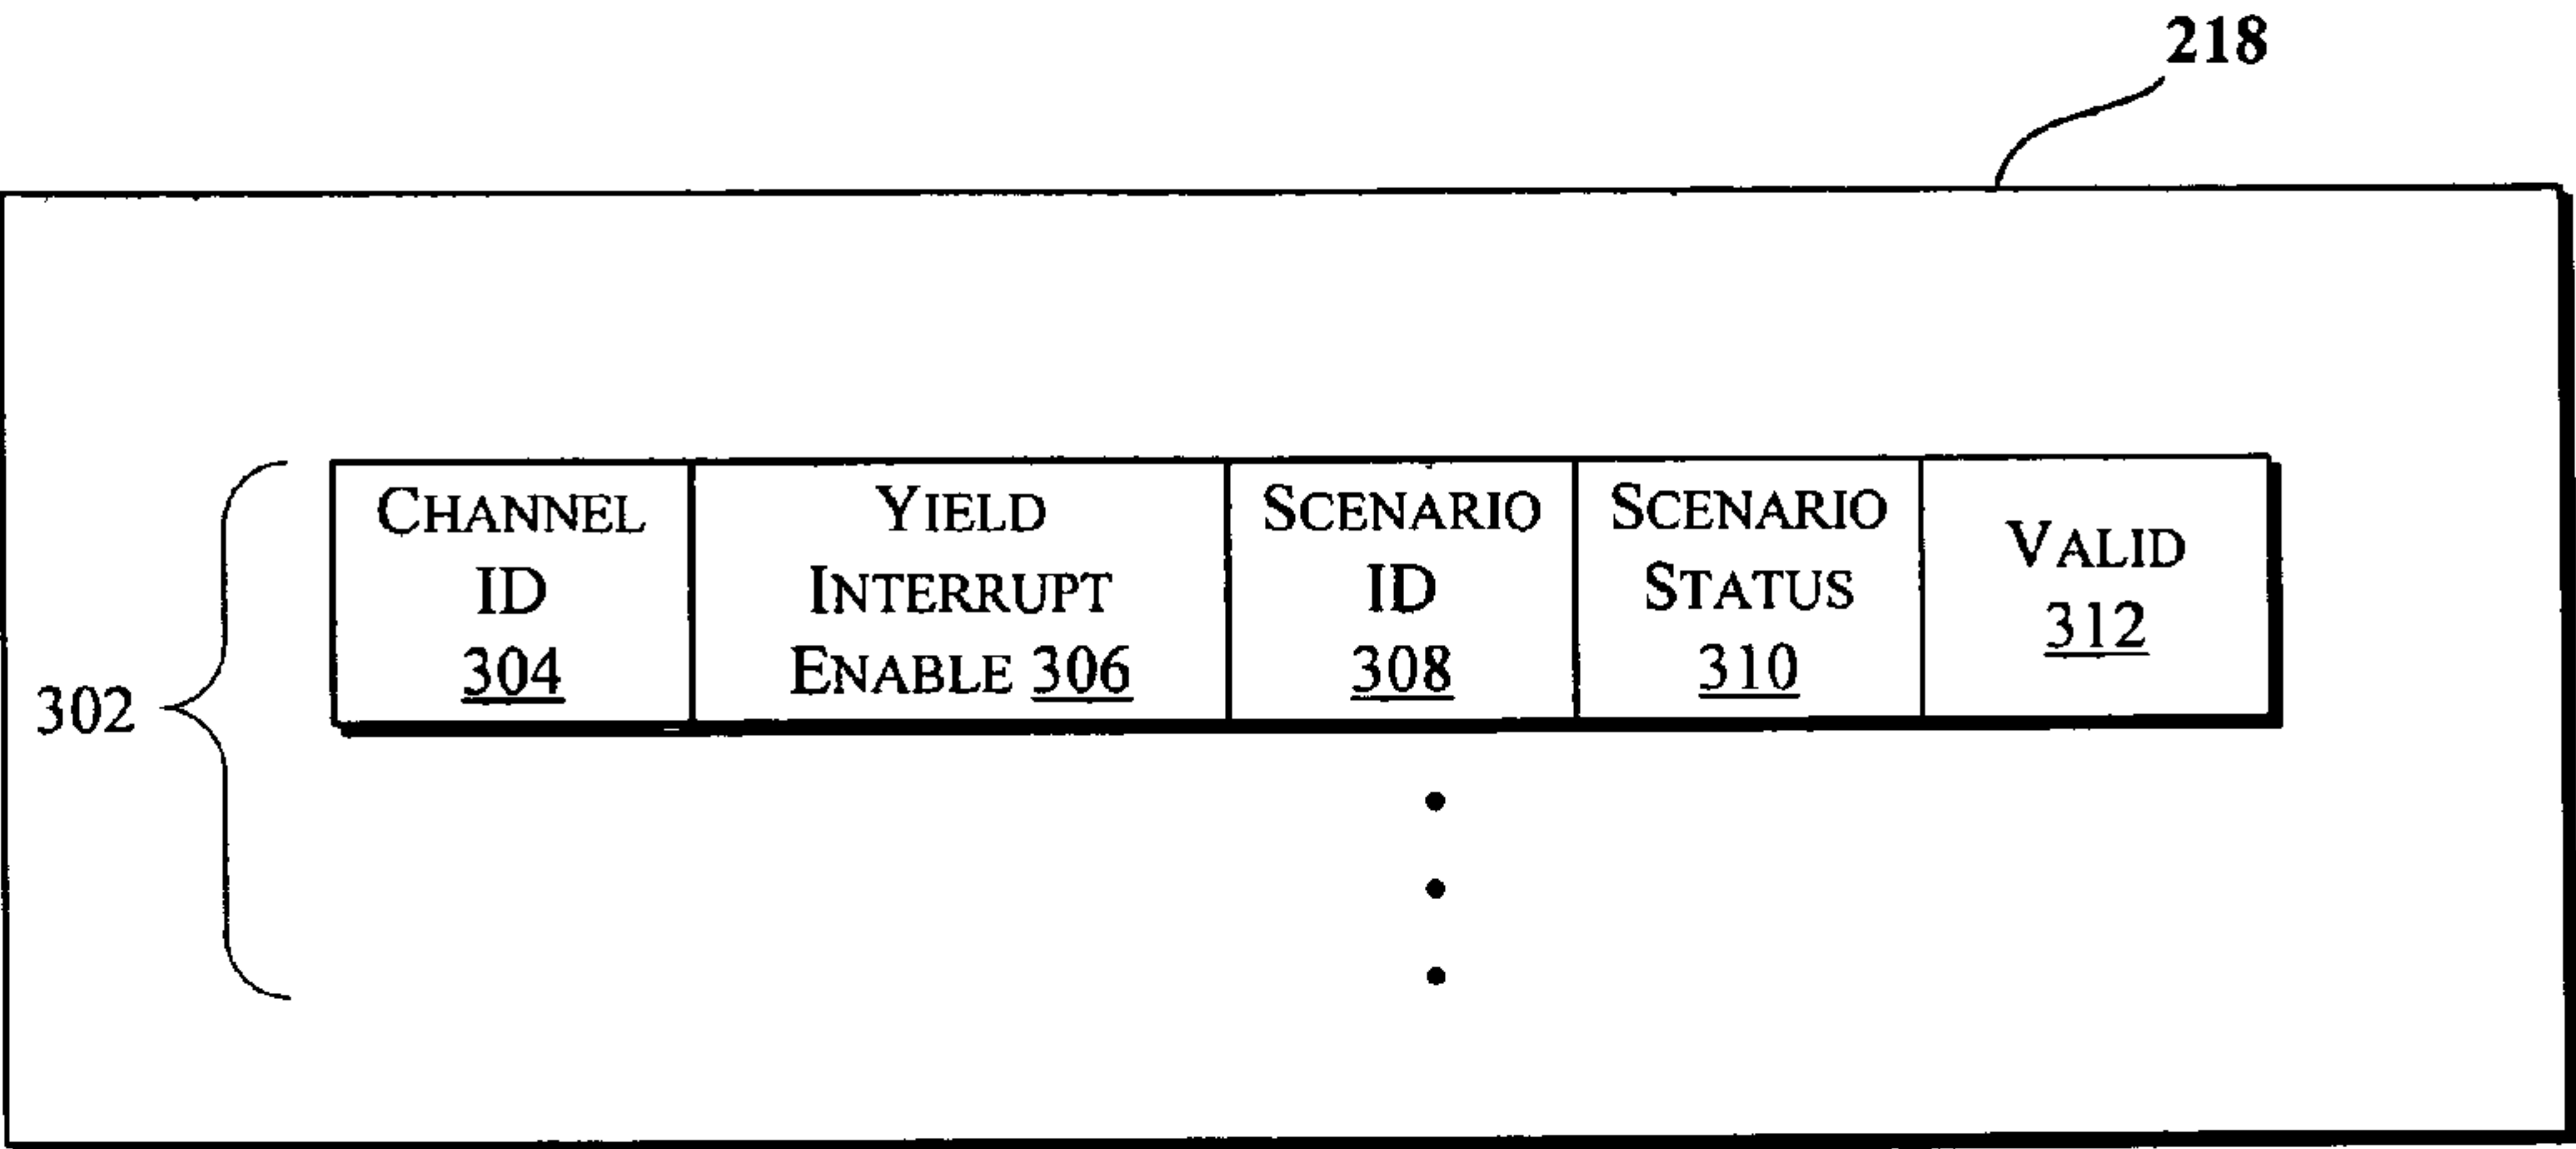 218
CHANNEL
ID
304
YIELD
INTERRUPT
ENABLE 306
SCENARIO
ID
308
SCENARIO
STATUS
310
VALID
312
302